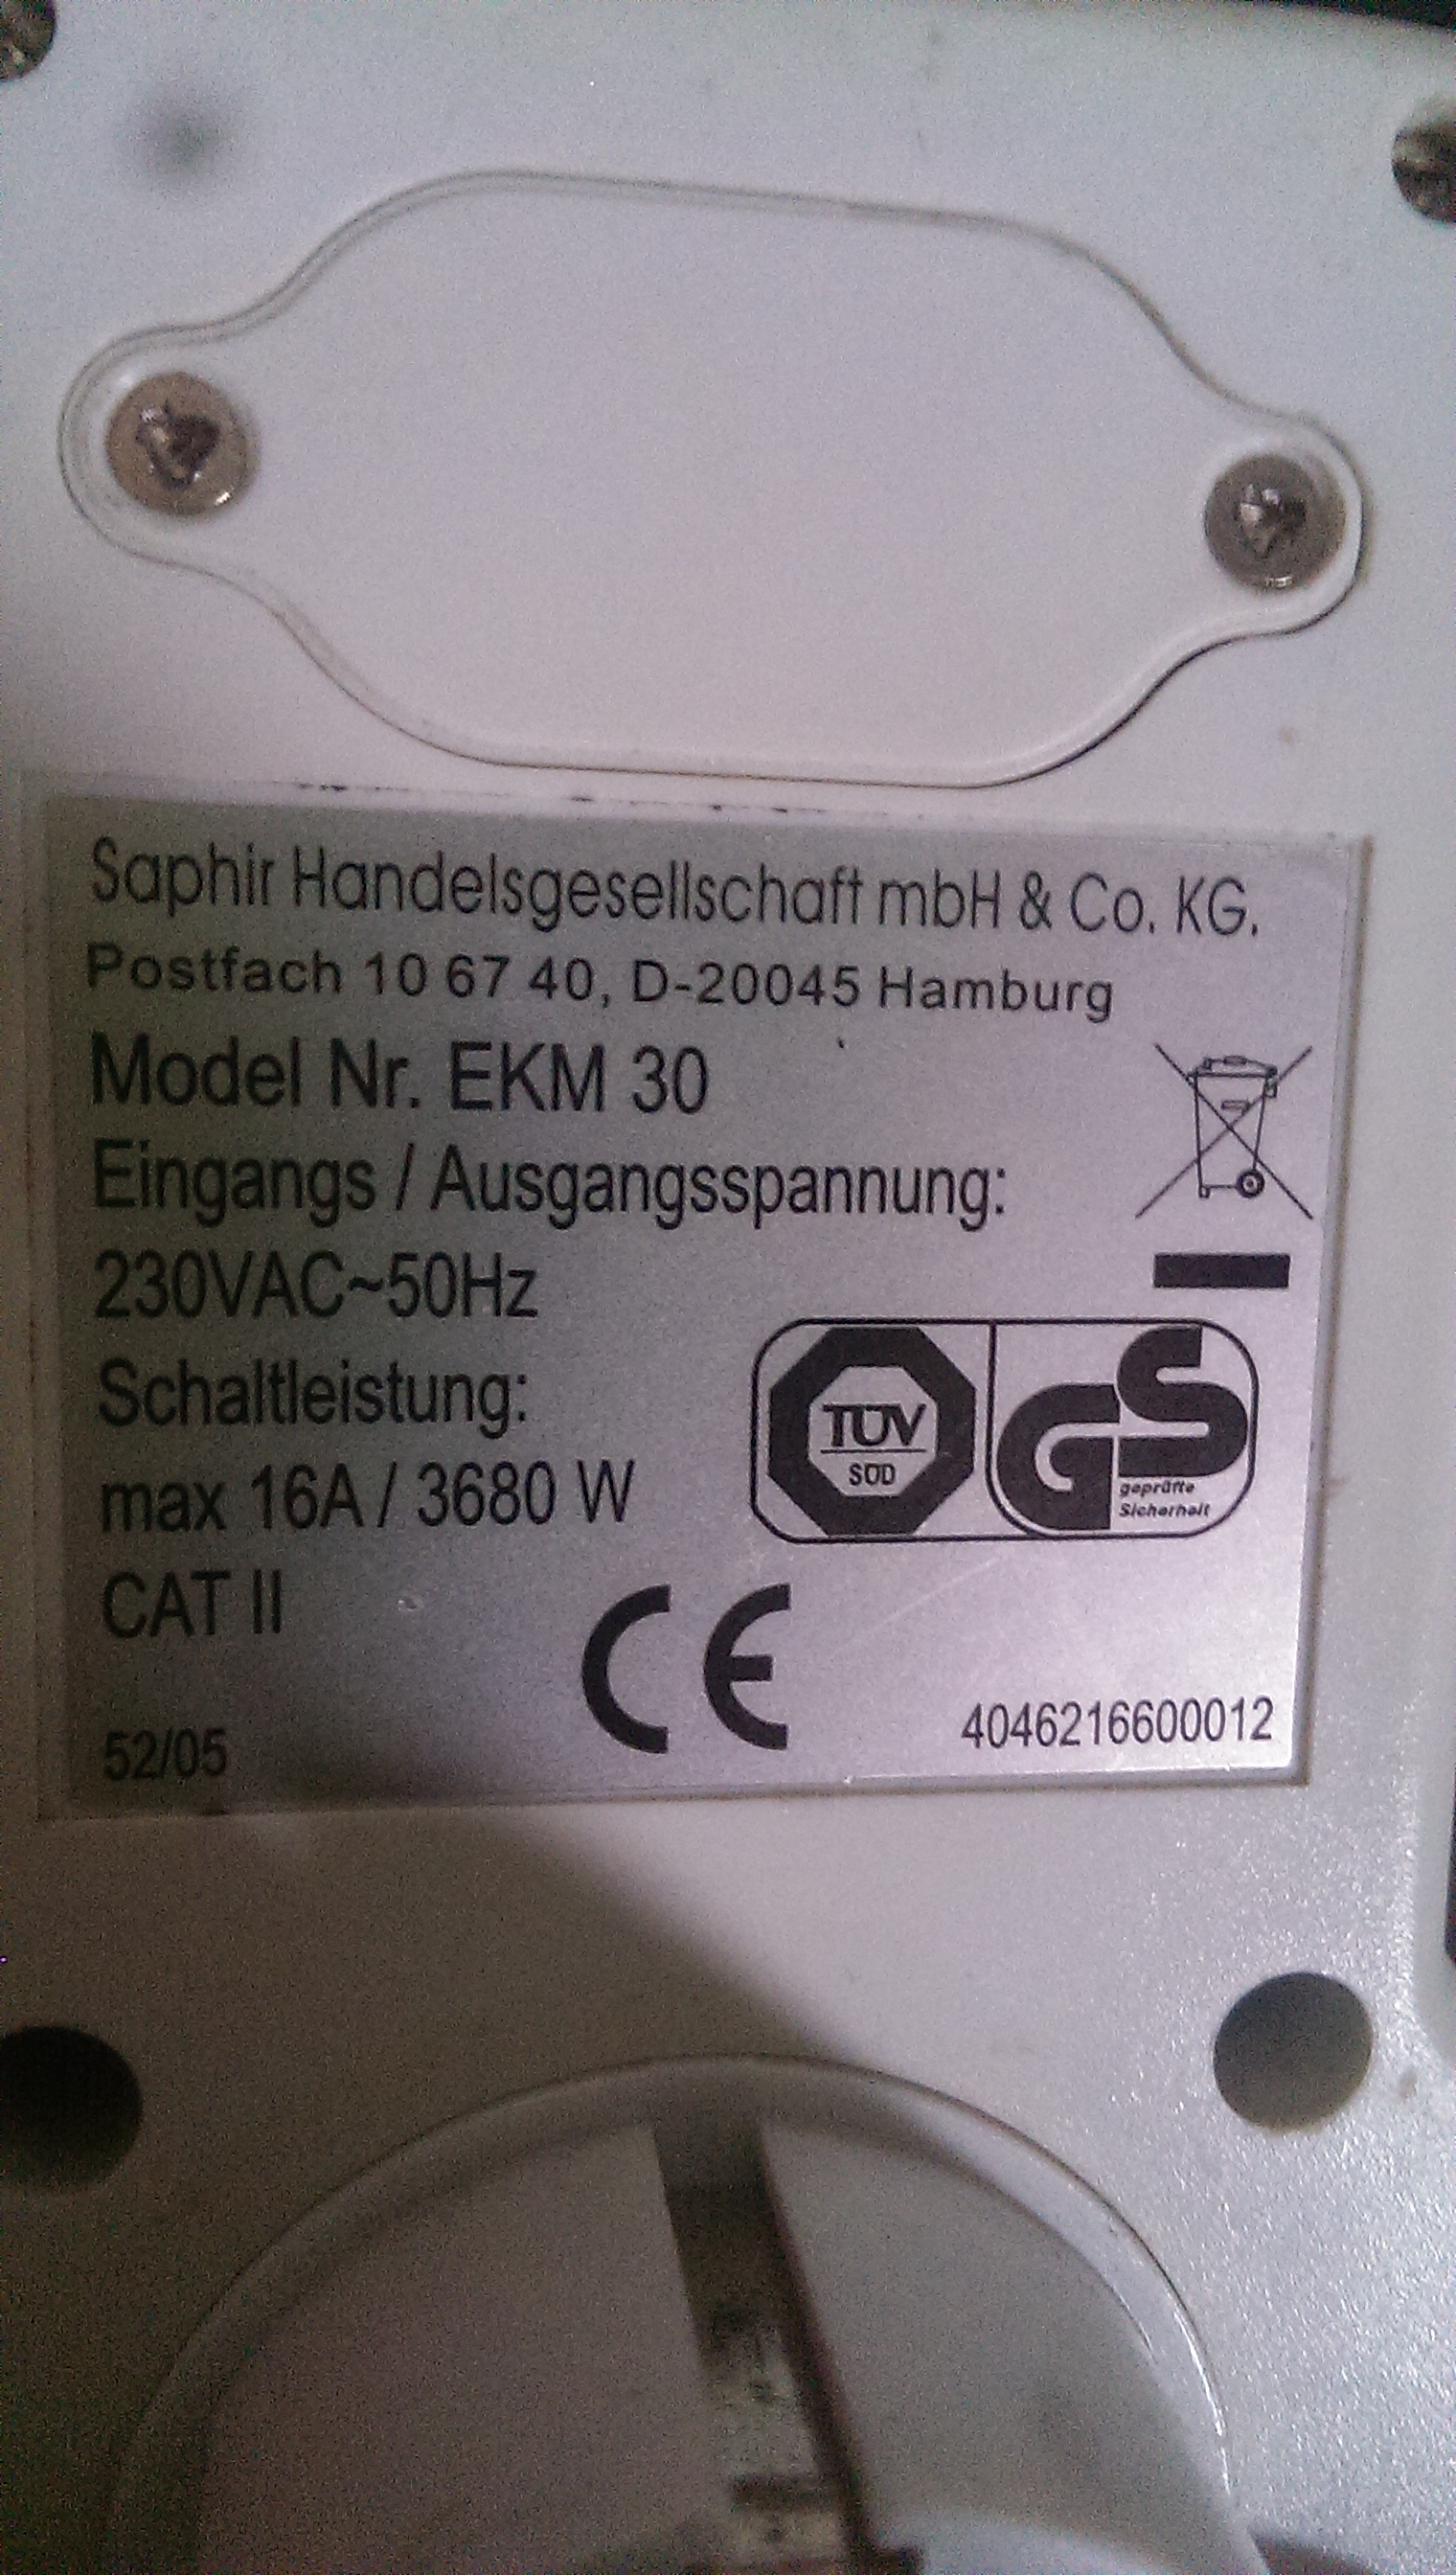 Saphir Handelsgesellschaft mbH & Co. KG.
Postfach 10 67 40, D-20045 Hamburg
Model Nr. EKM 30
Eingangs / Ausgangsspannung:
230VAC~50Hz
Schaltleistung:
max 16A / 3680 W
TÜV
SÜD
GS
geprüfte
Sicherheit
CAT II
CE
52/05
4046216600012